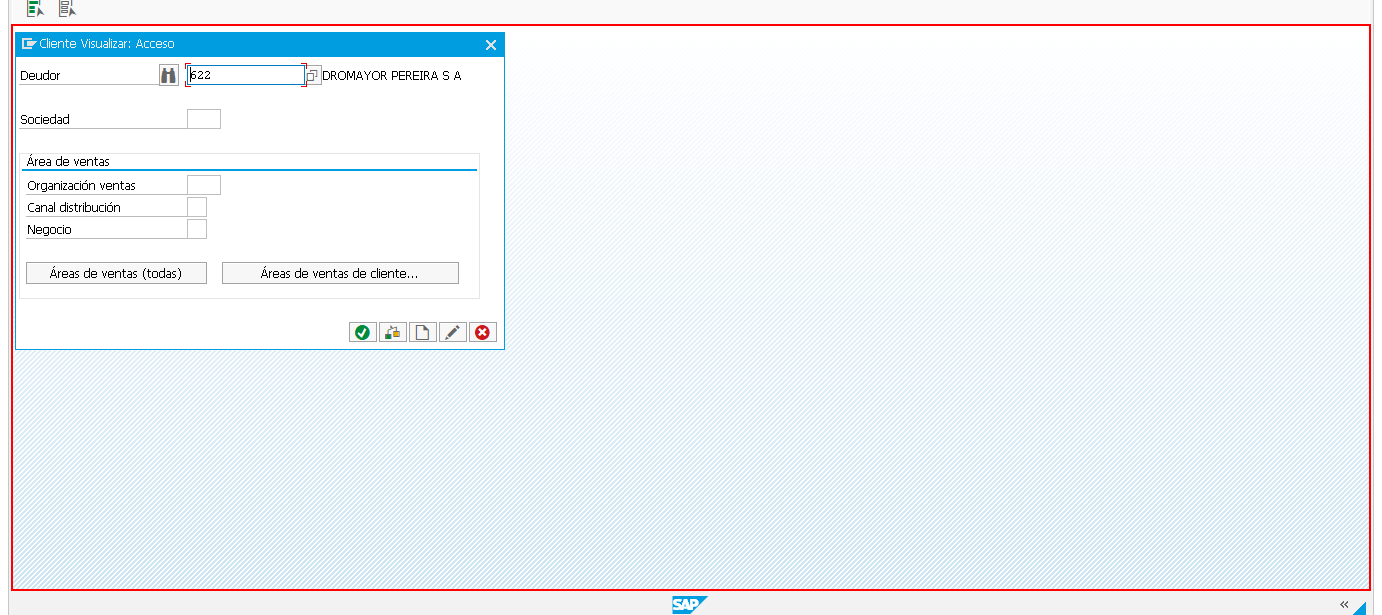 Cliente Visualizar: Acceso
Deudor 622 DROMAYOR PEREIRA S A
Sociedad
Área de ventas
Organización ventas
Canal distribución
Negocio
Áreas de ventas (todas) Áreas de ventas de cliente...
SAP